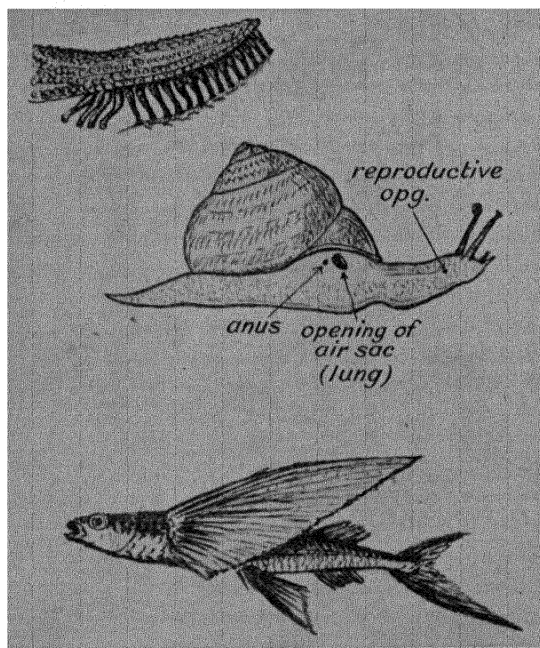 reproductive
opg.
anus
opening of
air sac
(lung)